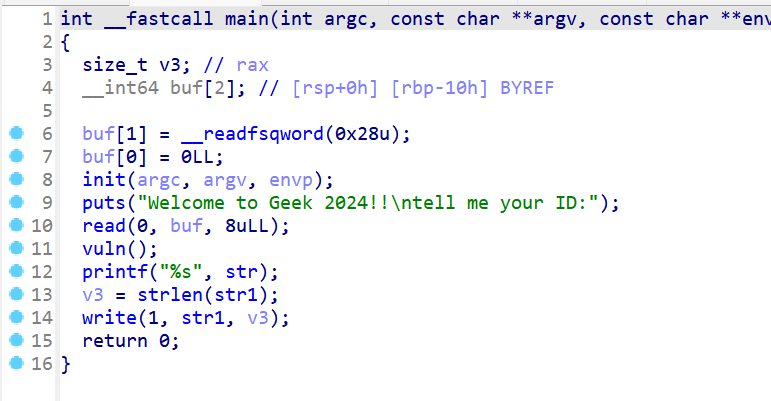 1 int __fastcall main(int argc, const char **argv, const char **env
2 {
3 size_t v3; // rax
4 __int64 buf[2]; // [rsp+0h] [rbp-10h] BYREF
5
6 buf[1] = __readfsqword(0x28u);
7 buf[0] = 0LL;
8 init(argc, argv, envp);
9 puts("Welcome to Geek 2024!!\ntell me your ID:");
10 read(0, buf, 8uLL);
11 vuln();
12 printf("%s", str);
13 v3 = strlen(str1);
14 write(1, str1, v3);
15 return 0;
16 }